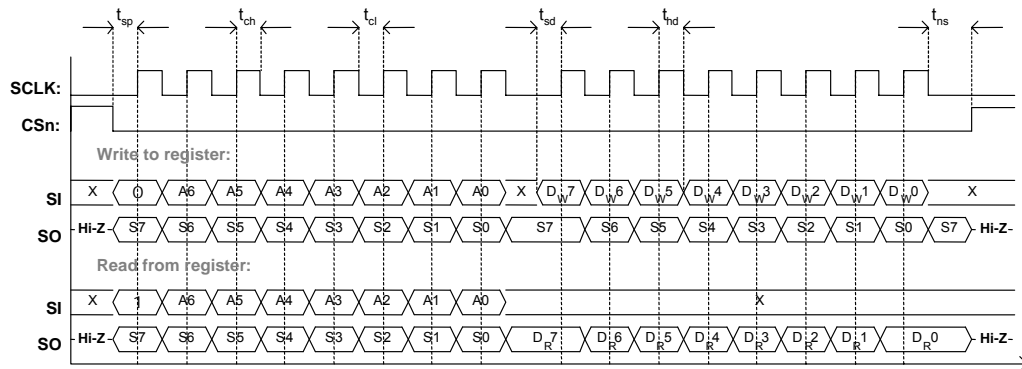 tsp tch tcl tsd thd tns
SCLK:
CSn:
Write to register:
SI X 0 A6 A5 A4 A3 A2 A1 A0 X DW7 DW6 DW5 DW4 DW3 DW2 DW1 DW0 X
SO Hi-Z S7 S6 S5 S4 S3 S2 S1 S0 S7 S6 S5 S4 S3 S2 S1 S0 S7 Hi-Z
Read from register:
SI X 1 A6 A5 A4 A3 A2 A1 A0 X
SO Hi-Z S7 S6 S5 S4 S3 S2 S1 S0 DR7 DR6 DR5 DR4 DR3 DR2 DR1 DR0 Hi-Z